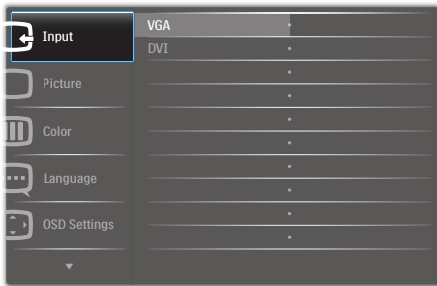 Input
Picture
Color
Language
OSD Settings
VGA
DVI